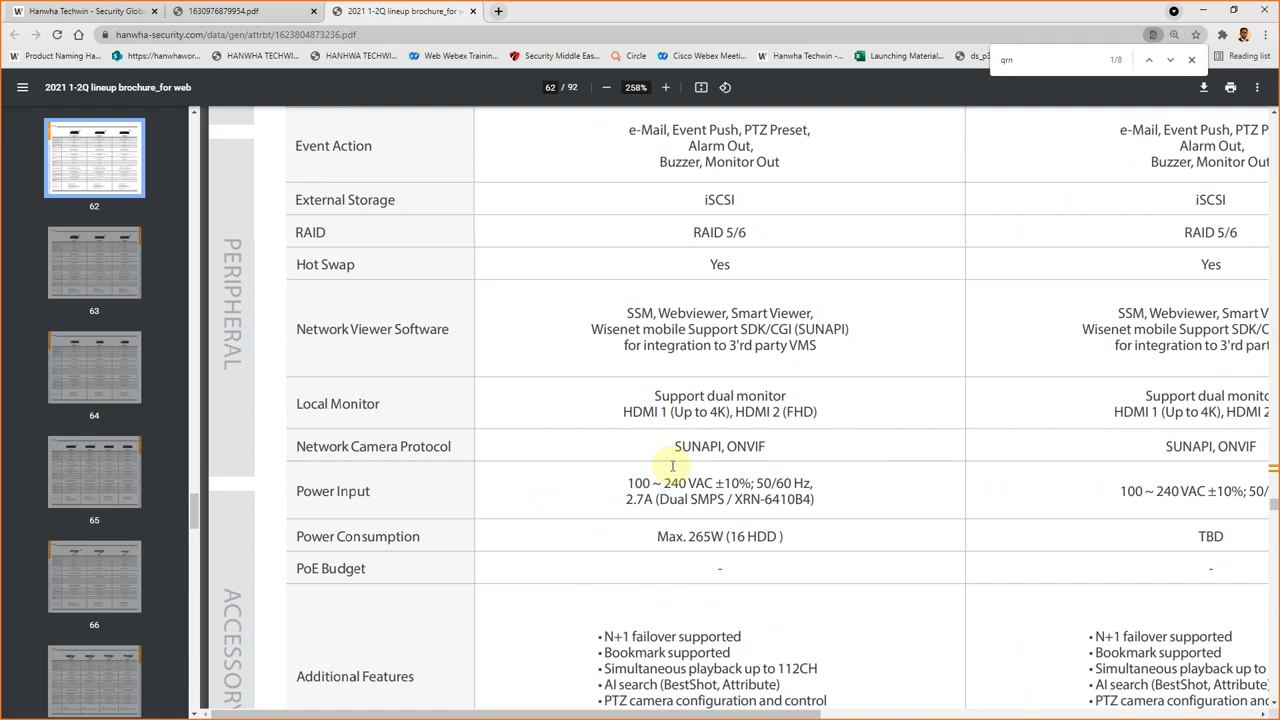 Hanwha Techwin - Security Glob
1630976879954.pdf
2021 1-2Q lineup brochure_for w
hanwha-security.com/data/gen/attrbt/1623804873236.pdf
Product Naming Ha...
https://hanwhawor...
HANWHA TECHWI...
HANHWA TECHWI...
Web Webex Trainin...
Security Middle Eas...
Circle
Cisco Webex Meet...
Hanwha Techwin -...
Launching Material...
ds_p3
Reading list
qrn
1/8
2021 1-2Q lineup brochure_for web
62 / 92
258%
62
63
64
65
66
PERIPHERAL
ACCESSORY
Event Action
e-Mail, Event Push, PTZ Preset,
Alarm Out,
Buzzer, Monitor Out
e-Mail, Event Push, PTZ P
Alarm Out,
Buzzer, Monitor Out
External Storage
iSCSI
iSCSI
RAID
RAID 5/6
RAID 5/6
Hot Swap
Yes
Yes
Network Viewer Software
SSM, Webviewer, Smart Viewer,
Wisenet mobile Support SDK/CGI (SUNAPI)
for integration to 3'rd party VMS
SSM, Webviewer, Smart V
Wisenet mobile Support SDK/C
for integration to 3'rd part
Local Monitor
Support dual monitor
HDMI 1 (Up to 4K), HDMI 2 (FHD)
Support dual monito
HDMI 1 (Up to 4K), HDMI 2
Network Camera Protocol
SUNAPI, ONVIF
SUNAPI, ONVIF
Power Input
100 ~ 240 VAC ±10%; 50/60 Hz,
2.7A (Dual SMPS / XRN-6410B4)
100 ~ 240 VAC ±10%; 50/
Power Consumption
Max. 265W (16 HDD )
TBD
PoE Budget
-
-
Additional Features
• N+1 failover supported
• Bookmark supported
• Simultaneous playback up to 112CH
• AI search (BestShot, Attribute)
• PTZ camera configuration and control
• N+1 failover supported
• Bookmark supported
• Simultaneous playback up to
• AI search (BestShot, Attribute
• PTZ camera configuration and